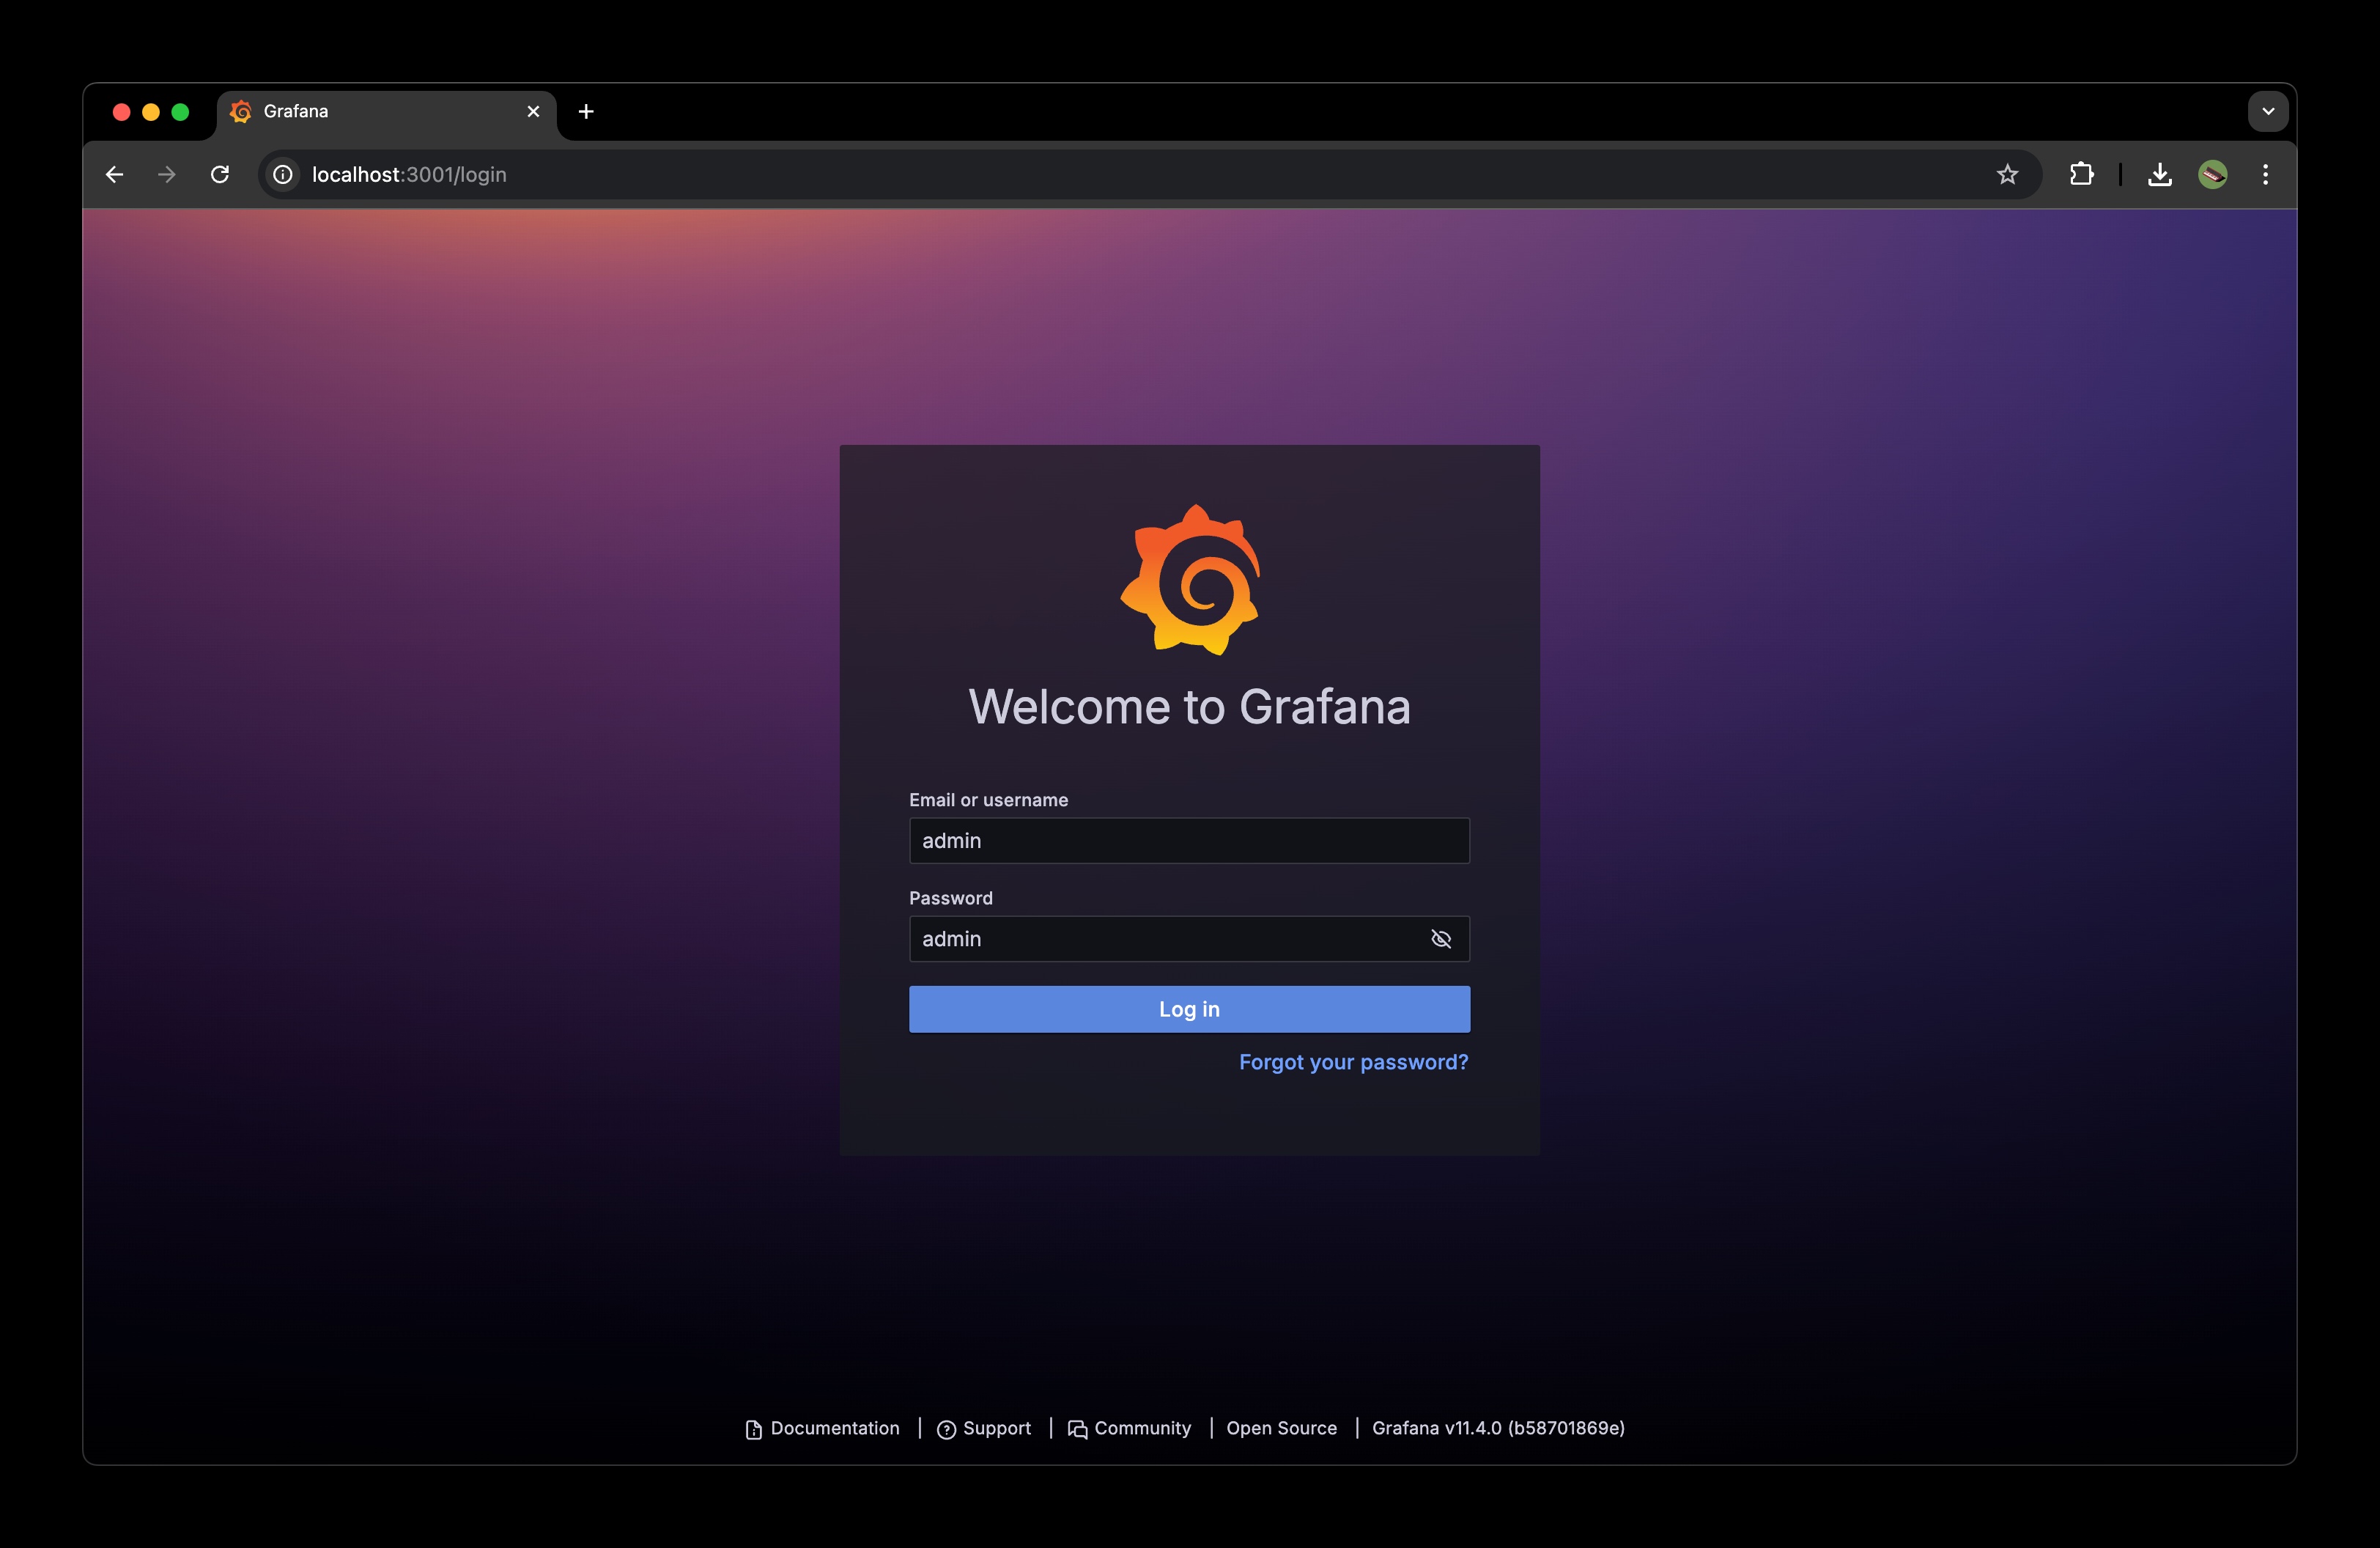 Grafana
localhost:3001/login
Welcome to Grafana
Email or username
admin
Password
admin
Log in
Forgot your password?
Documentation | Support | Community | Open Source | Grafana v11.4.0 (b58701869e)